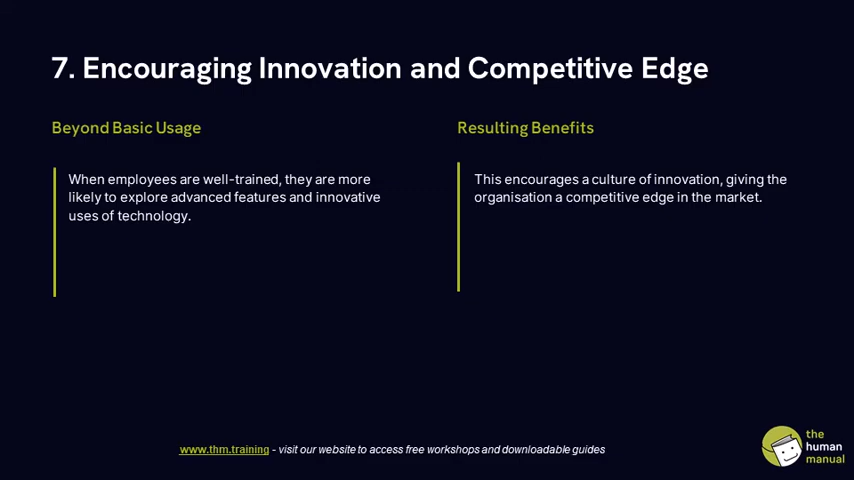 7. Encouraging Innovation and Competitive Edge
Beyond Basic Usage
When employees are well-trained, they are more
likely to explore advanced features and innovative
uses of technology.
Resulting Benefits
This encourages a culture of innovation, giving the
organisation a competitive edge in the market.
www.thm.training - visit our website to access free workshops and downloadable guides
the
human
manual